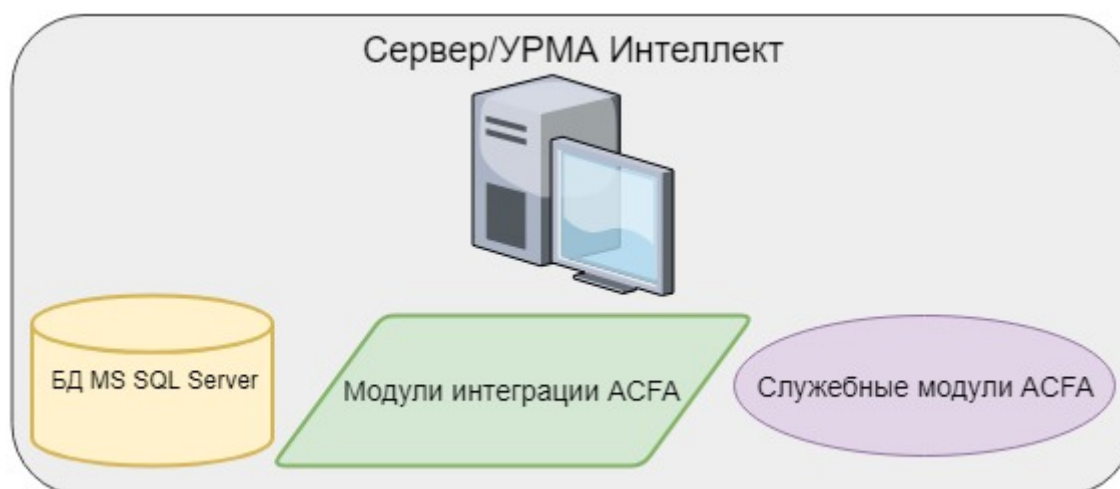 Сервер/УРМА Интеллект
БД MS SQL Server
Модули интеграции ACFA
Служебные модули ACFA